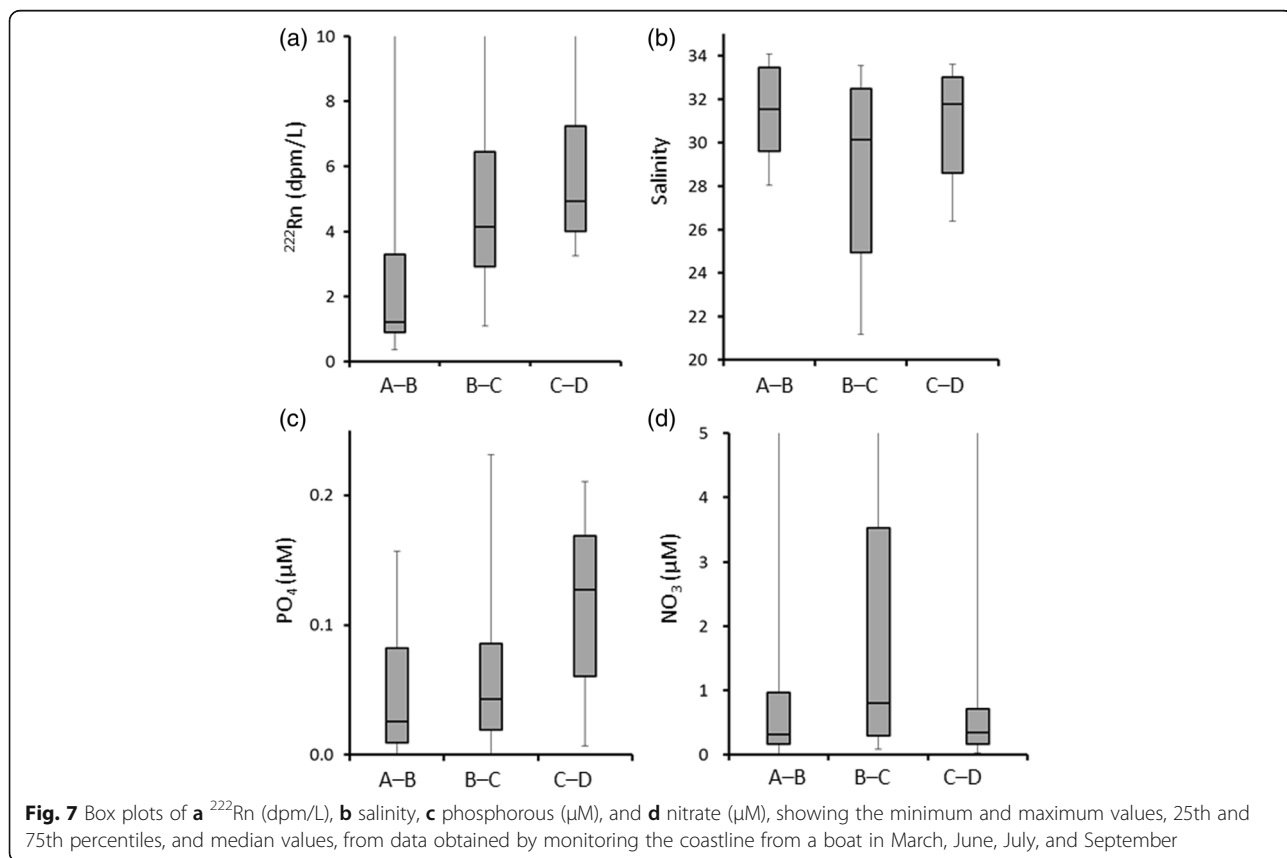 (a)
10
8
6
4
2
0
²²²Rn (dpm/L)
A–B B–C C–D
(b)
34
32
30
28
26
24
22
20
Salinity
A–B B–C C–D
(c)
0.2
0.1
0.0
PO₄ (µM)
A–B B–C C–D
(d)
5
4
3
2
1
0
NO₃ (µM)
A–B B–C C–D
Fig. 7 Box plots of a ²²²Rn (dpm/L), b salinity, c phosphorous (µM), and d nitrate (µM), showing the minimum and maximum values, 25th and
75th percentiles, and median values, from data obtained by monitoring the coastline from a boat in March, June, July, and September